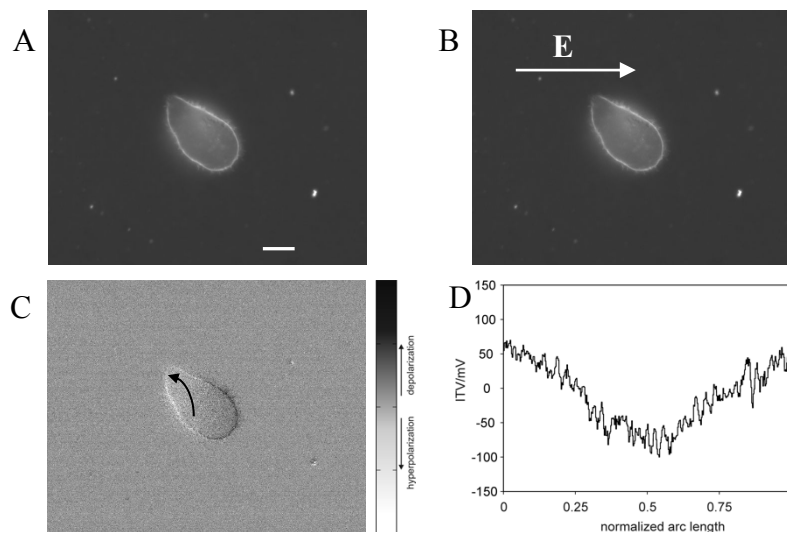 A
B
E
C
depolarization
hyperpolarization
D
150
100
50
0
-50
-100
-150
ITV/mV
0
0.25
0.5
0.75
normalized arc length